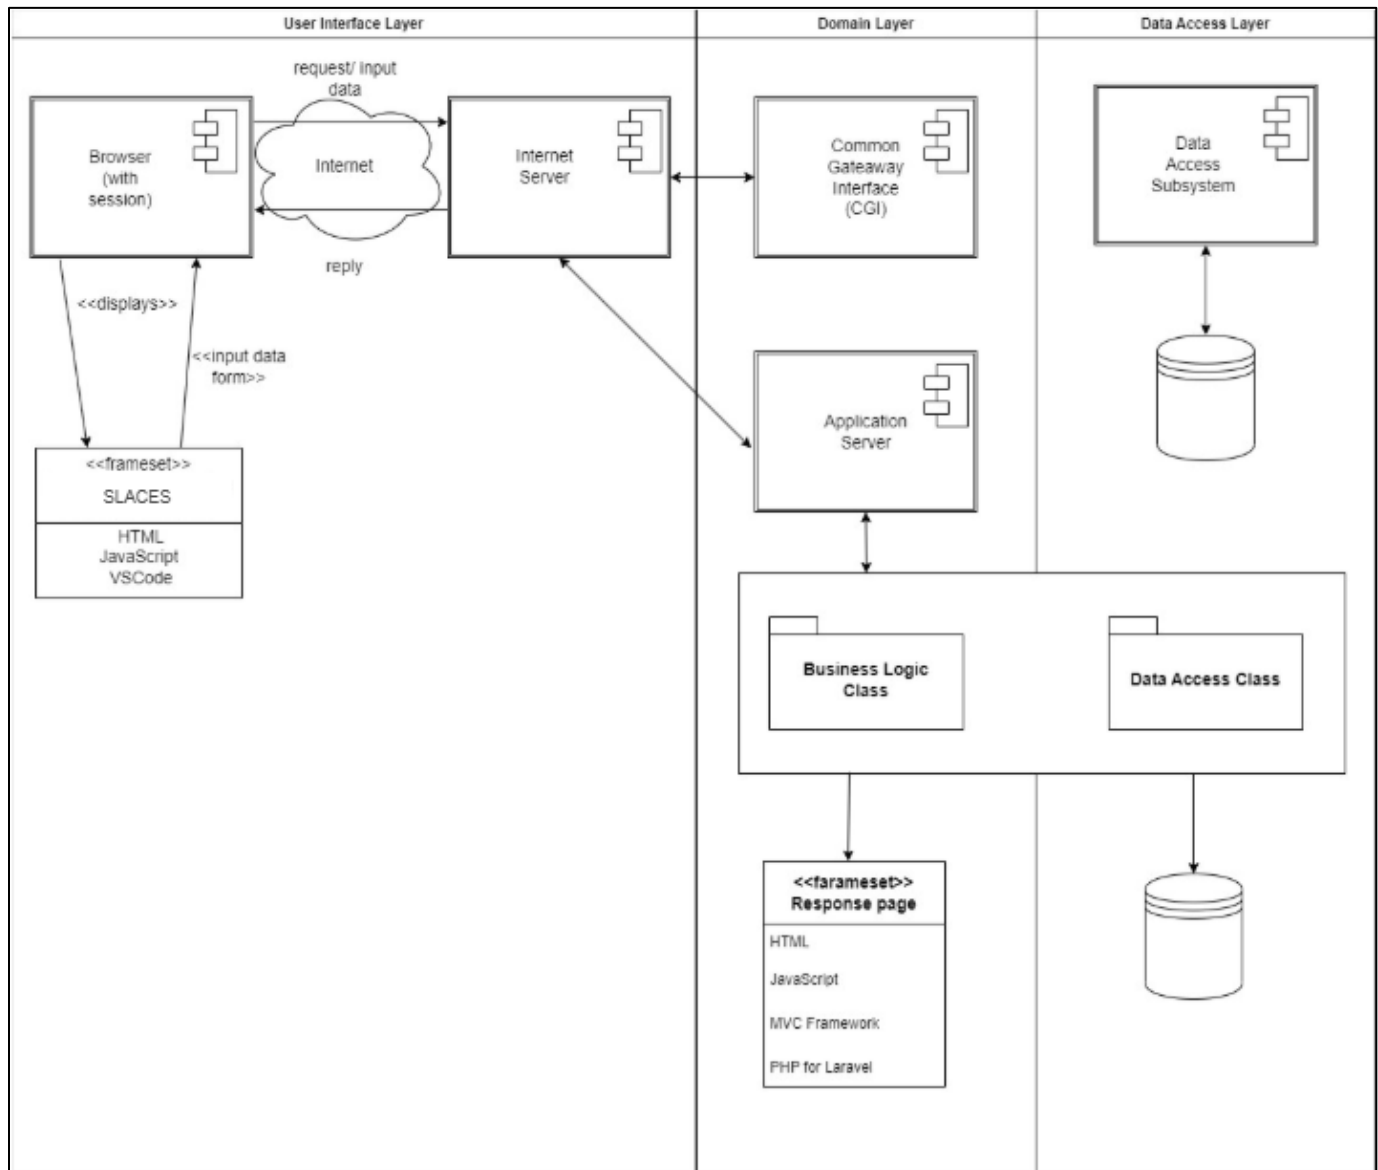 User Interface Layer
Domain Layer
Data Access Layer
request/ input
data
Browser
(with
session)
Internet
Internet
Server
Common
Gateaway
Interface
(CGI)
Data
Access
Subsystem
reply
<<displays>>
<<input data
form>>
Application
Server
<<frameset>>
SLACES
HTML
JavaScript
VSCode
Business Logic
Class
Data Access Class
<<farameset>>
Response page
HTML
JavaScript
MVC Framework
PHP for Laravel